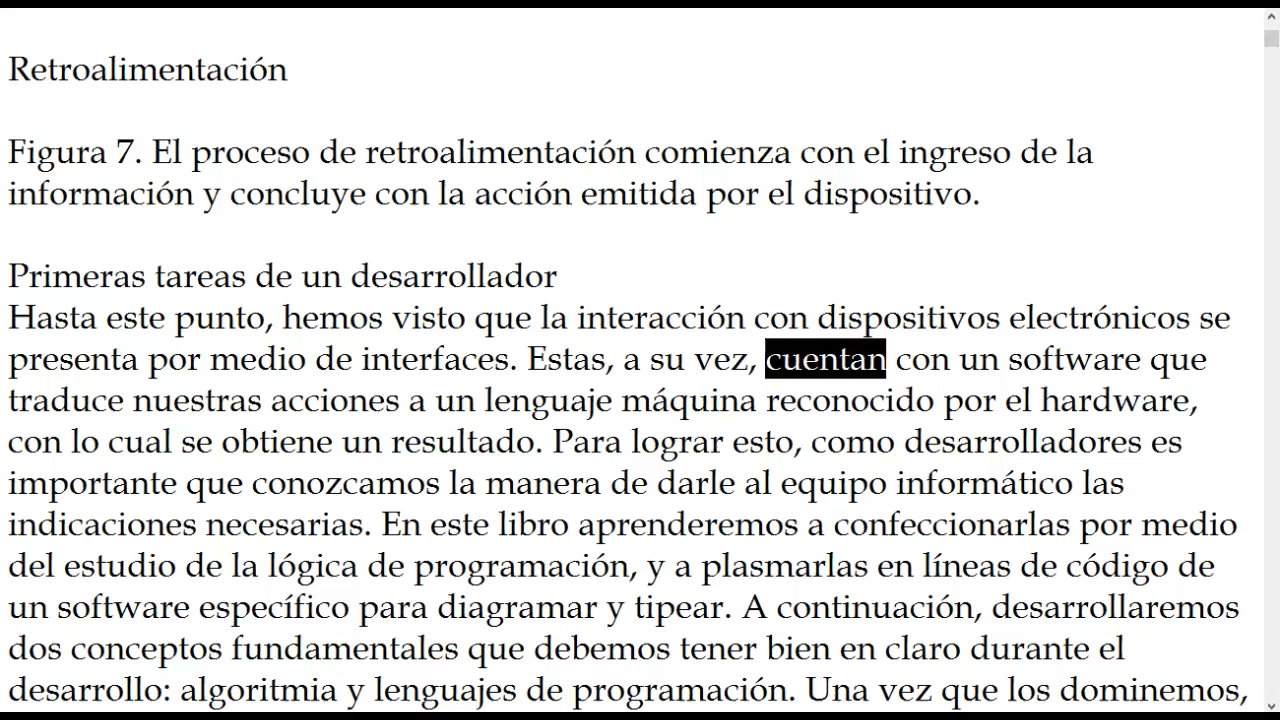 Retroalimentación
Figura 7. El proceso de retroalimentación comienza con el ingreso de la
información y concluye con la acción emitida por el dispositivo.
Primeras tareas de un desarrollador
Hasta este punto, hemos visto que la interacción con dispositivos electrónicos se
presenta por medio de interfaces. Estas, a su vez, cuentan con un software que
traduce nuestras acciones a un lenguaje máquina reconocido por el hardware,
con lo cual se obtiene un resultado. Para lograr esto, como desarrolladores es
importante que conozcamos la manera de darle al equipo informático las
indicaciones necesarias. En este libro aprenderemos a confeccionarlas por medio
del estudio de la lógica de programación, y a plasmarlas en líneas de código de
un software específico para diagramar y tipear. A continuación, desarrollaremos
dos conceptos fundamentales que debemos tener bien en claro durante el
desarrollo: algoritmia y lenguajes de programación. Una vez que los dominemos,